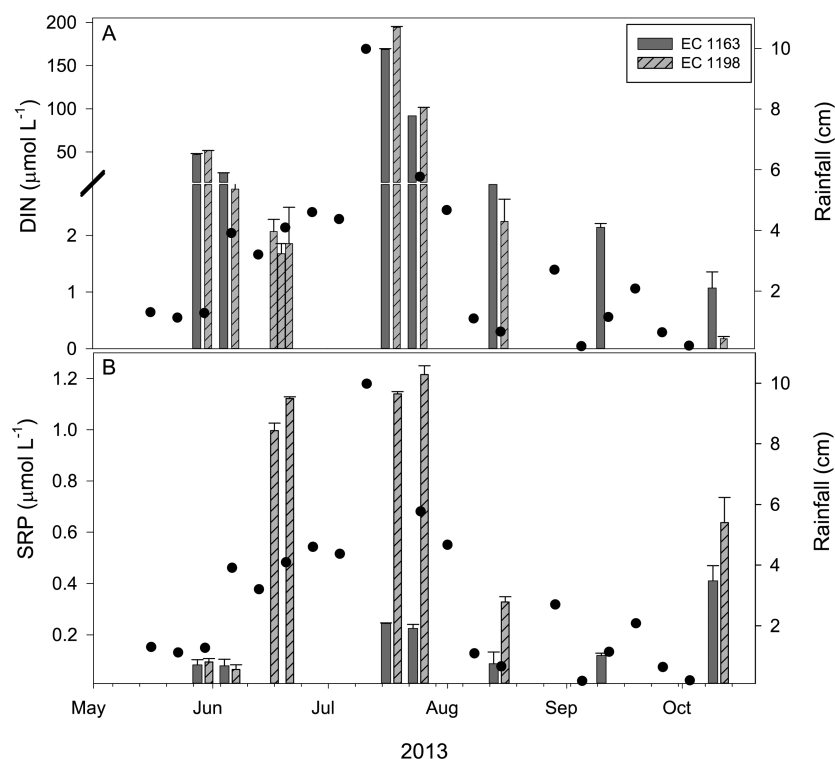 A
EC 1163
EC 1198
200
150
100
50
2
1
0
DIN (μmol L⁻¹)
10
8
6
4
2
Rainfall (cm)
B
1.2
1.0
0.8
0.6
0.4
0.2
SRP (μmol L⁻¹)
10
8
6
4
2
Rainfall (cm)
May Jun Jul Aug Sep Oct
2013